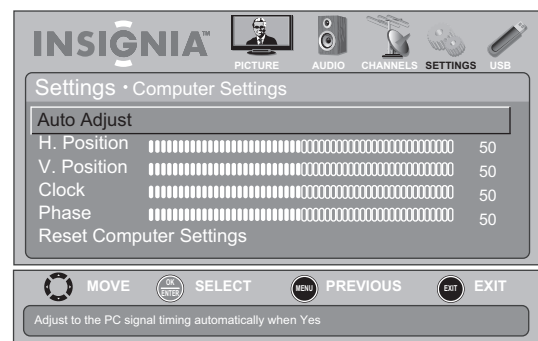 INSIGNIA™
PICTURE AUDIO CHANNELS SETTINGS USB
Settings · Computer Settings
Auto Adjust
H. Position 50
V. Position 50
Clock 50
Phase 50
Reset Computer Settings
MOVE OK ENTER SELECT MENU PREVIOUS EXIT EXIT
Adjust to the PC signal timing automatically when Yes